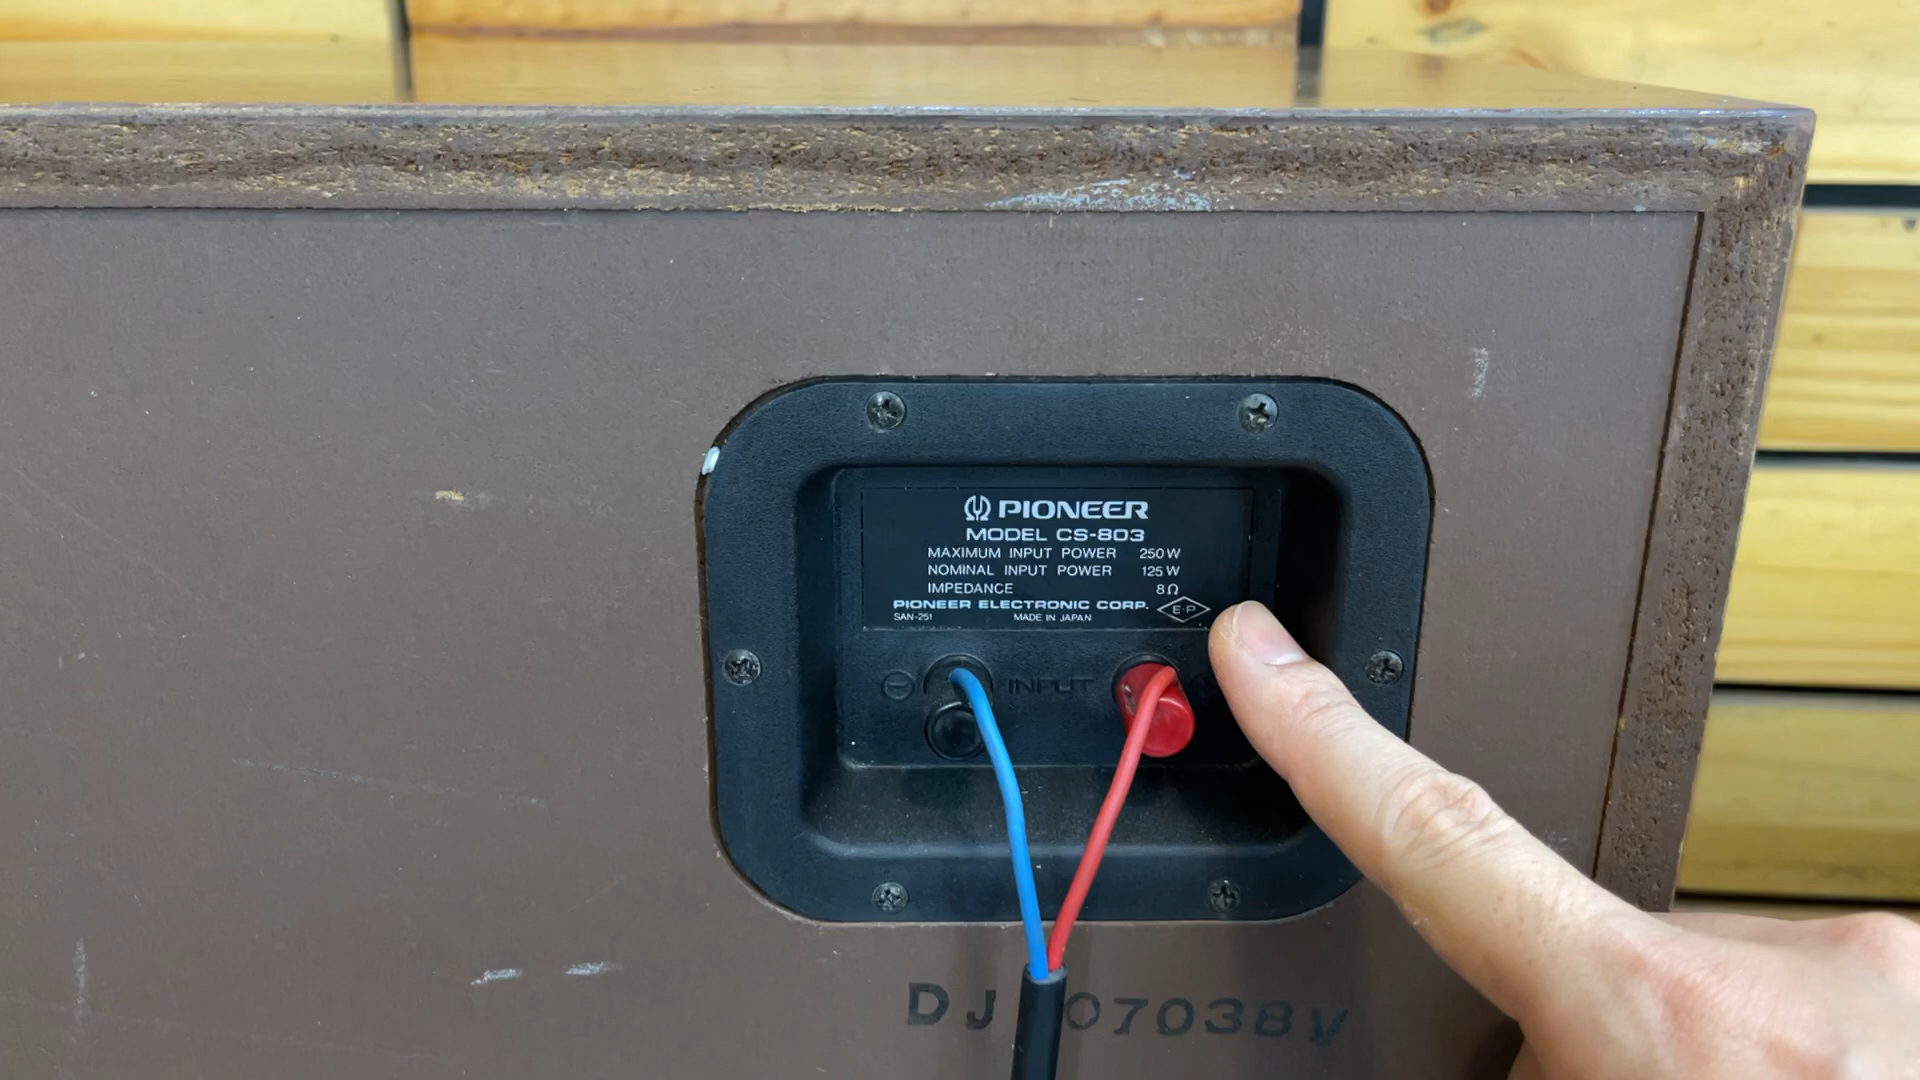 PIONEER
MODEL CS-803
MAXIMUM INPUT POWER 250 W
NOMINAL INPUT POWER 125 W
IMPEDANCE 8Ω
PIONEER ELECTRONIC CORP. E·P
SAN-251 MADE IN JAPAN
INPUT
DJ 07038V